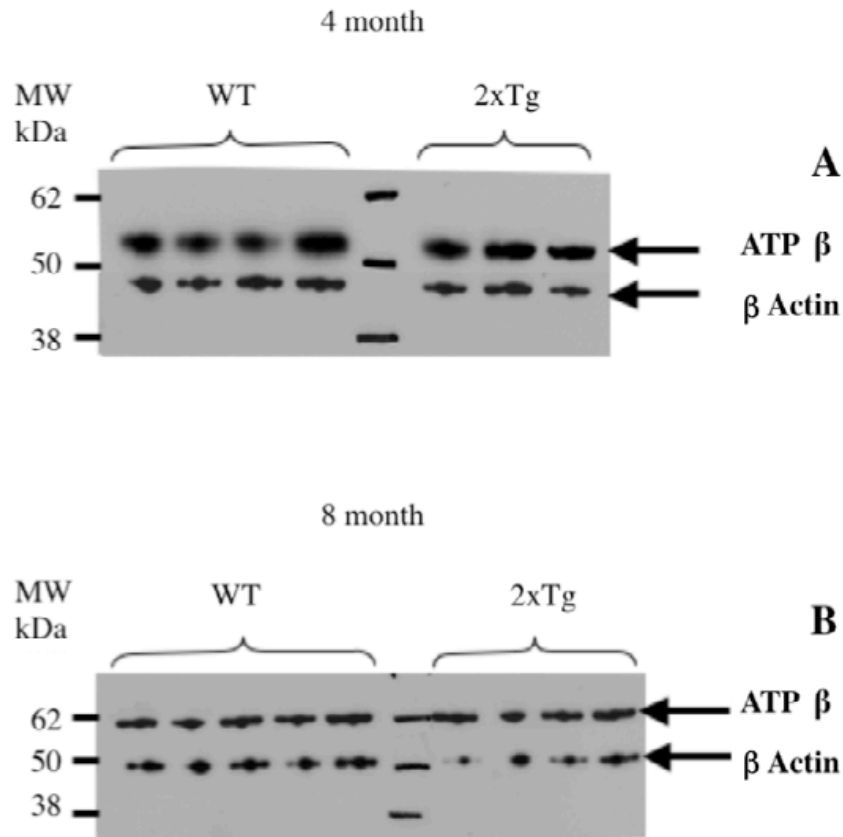 4 month
MW
kDa
WT
2xTg
A
62
50
38
ATP β
β Actin
8 month
MW
kDa
WT
2xTg
B
62
50
38
ATP β
β Actin